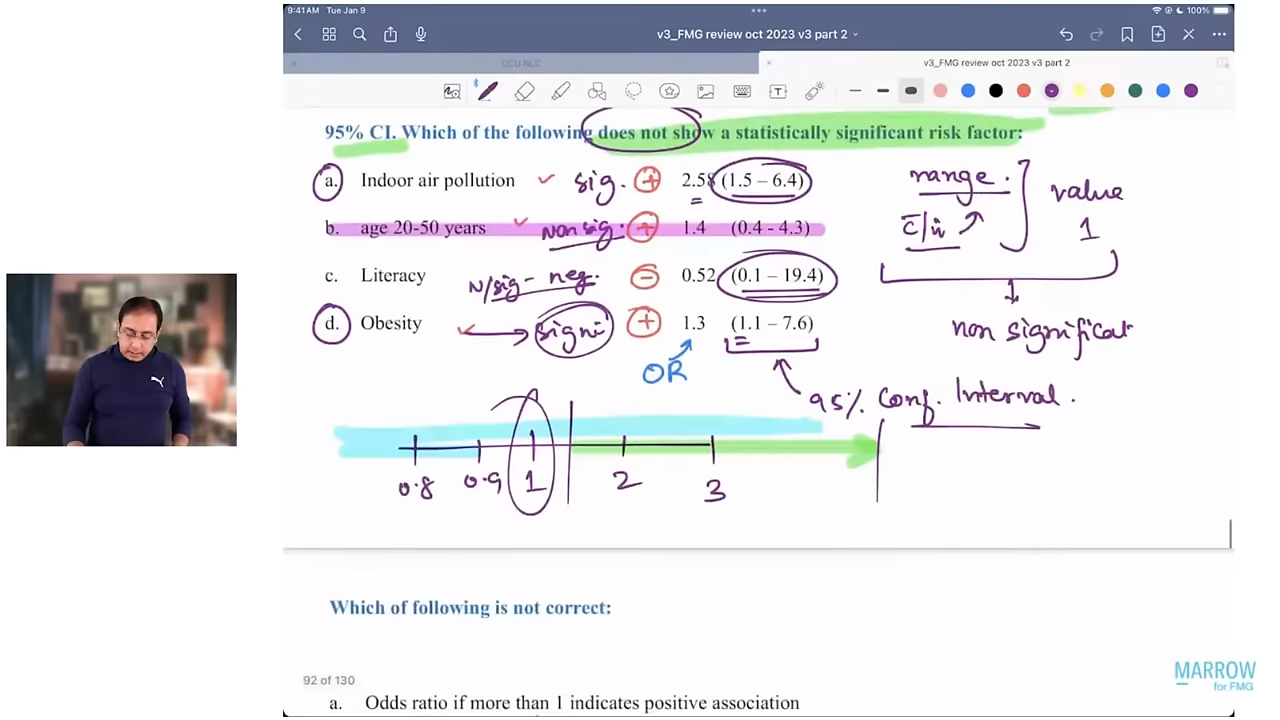 9:41 AM Tue Jan 9
100%
v3_FMG review oct 2023 v3 part 2
CCU NLC
v3_FMG review oct 2023 v3 part 2
95% CI. Which of the following does not show a statistically significant risk factor:
a. Indoor air pollution sig. + 2.58 (1.5 – 6.4)
b. age 20-50 years Non sig. + 1.4 (0.4 - 4.3)
c. Literacy N/sig - neg. − 0.52 (0.1 – 19.4)
d. Obesity signi + 1.3 (1.1 – 7.6)
range.
value
1
non significat
OR
95% Conf. Interval.
0.8 0.9 1 2 3
Which of following is not correct:
92 of 130
a. Odds ratio if more than 1 indicates positive association
MARROW
for FMG